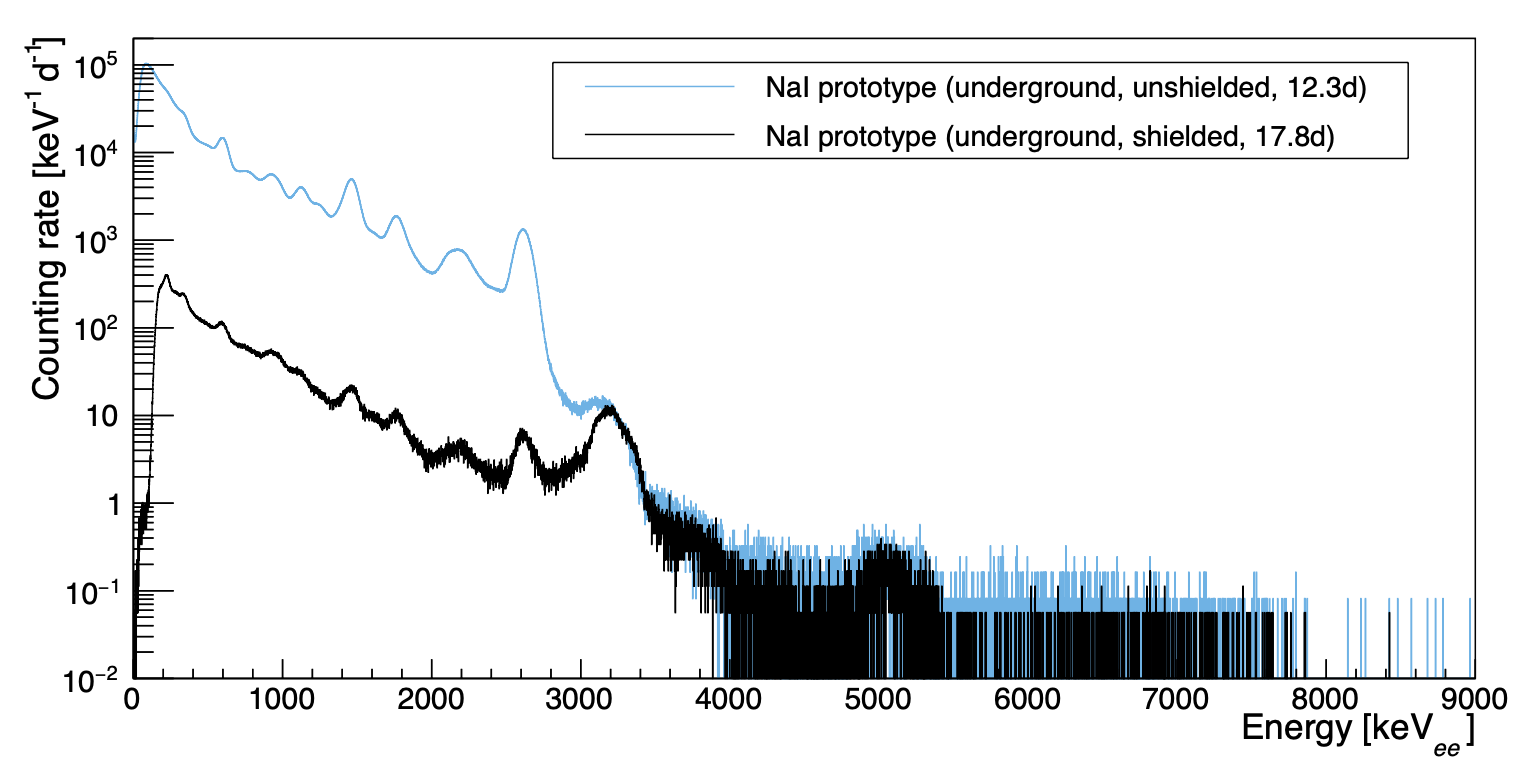 Counting rate [keV⁻¹ d⁻¹]
10⁵
10⁴
10³
10²
10
1
10⁻¹
10⁻²
NaI prototype (underground, unshielded, 12.3d)
NaI prototype (underground, shielded, 17.8d)
0 1000 2000 3000 4000 5000 6000 7000 8000 9000
Energy [keVₑₑ]